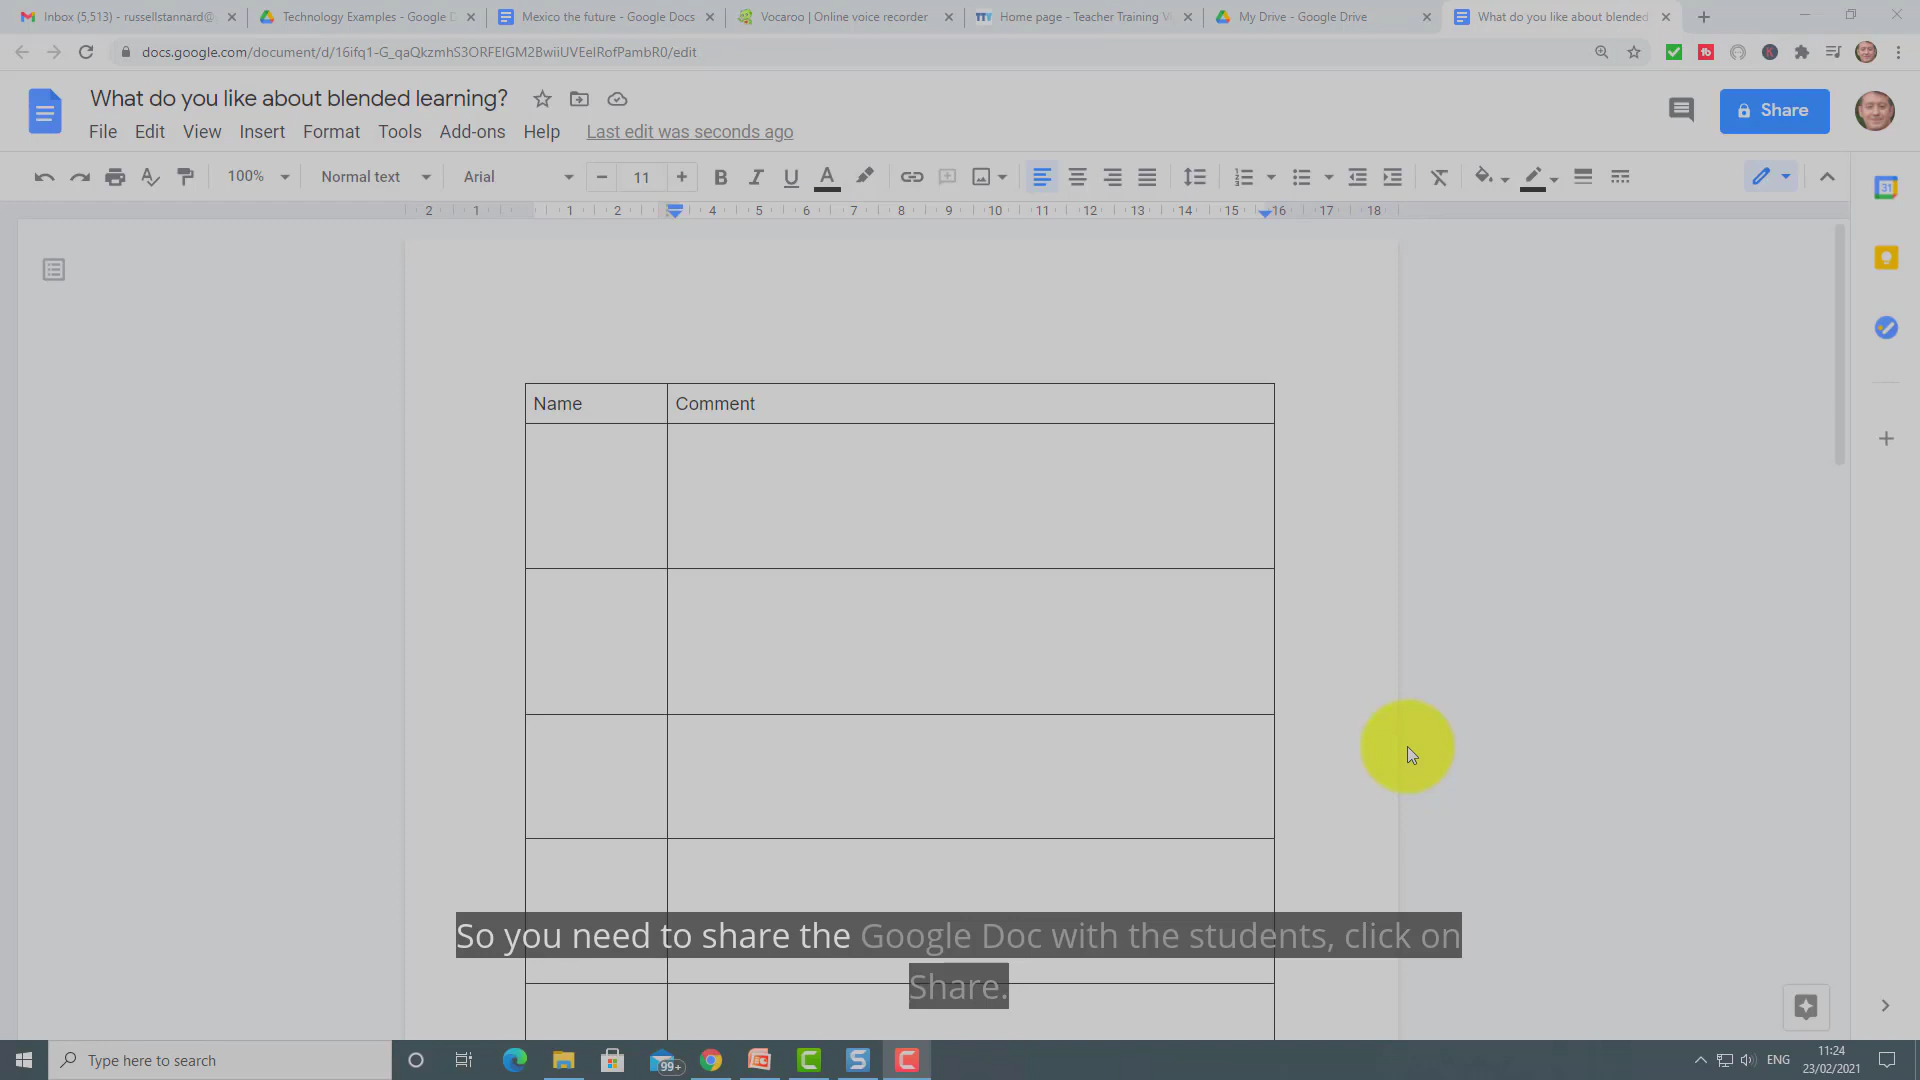 Inbox (5,513) - russellstannard@
Technology Examples - Google D
Mexico the future - Google Docs
Vocaroo | Online voice recorder
Home page - Teacher Training Vi
My Drive - Google Drive
What do you like about blended
docs.google.com/document/d/16ifq1-G_qaQkzmhS3ORFEIGM2BwiiUVEeIRofPambR0/edit
What do you like about blended learning?
Share
File Edit View Insert Format Tools Add-ons Help Last edit was seconds ago
100% Normal text Arial 11
2 1 1 2 4 5 6 7 8 9 10 11 12 13 14 15 16 17 18
Name Comment
So you need to share the Google Doc with the students, click on
Share.
Type here to search
99+
ENG
11:24
23/02/2021